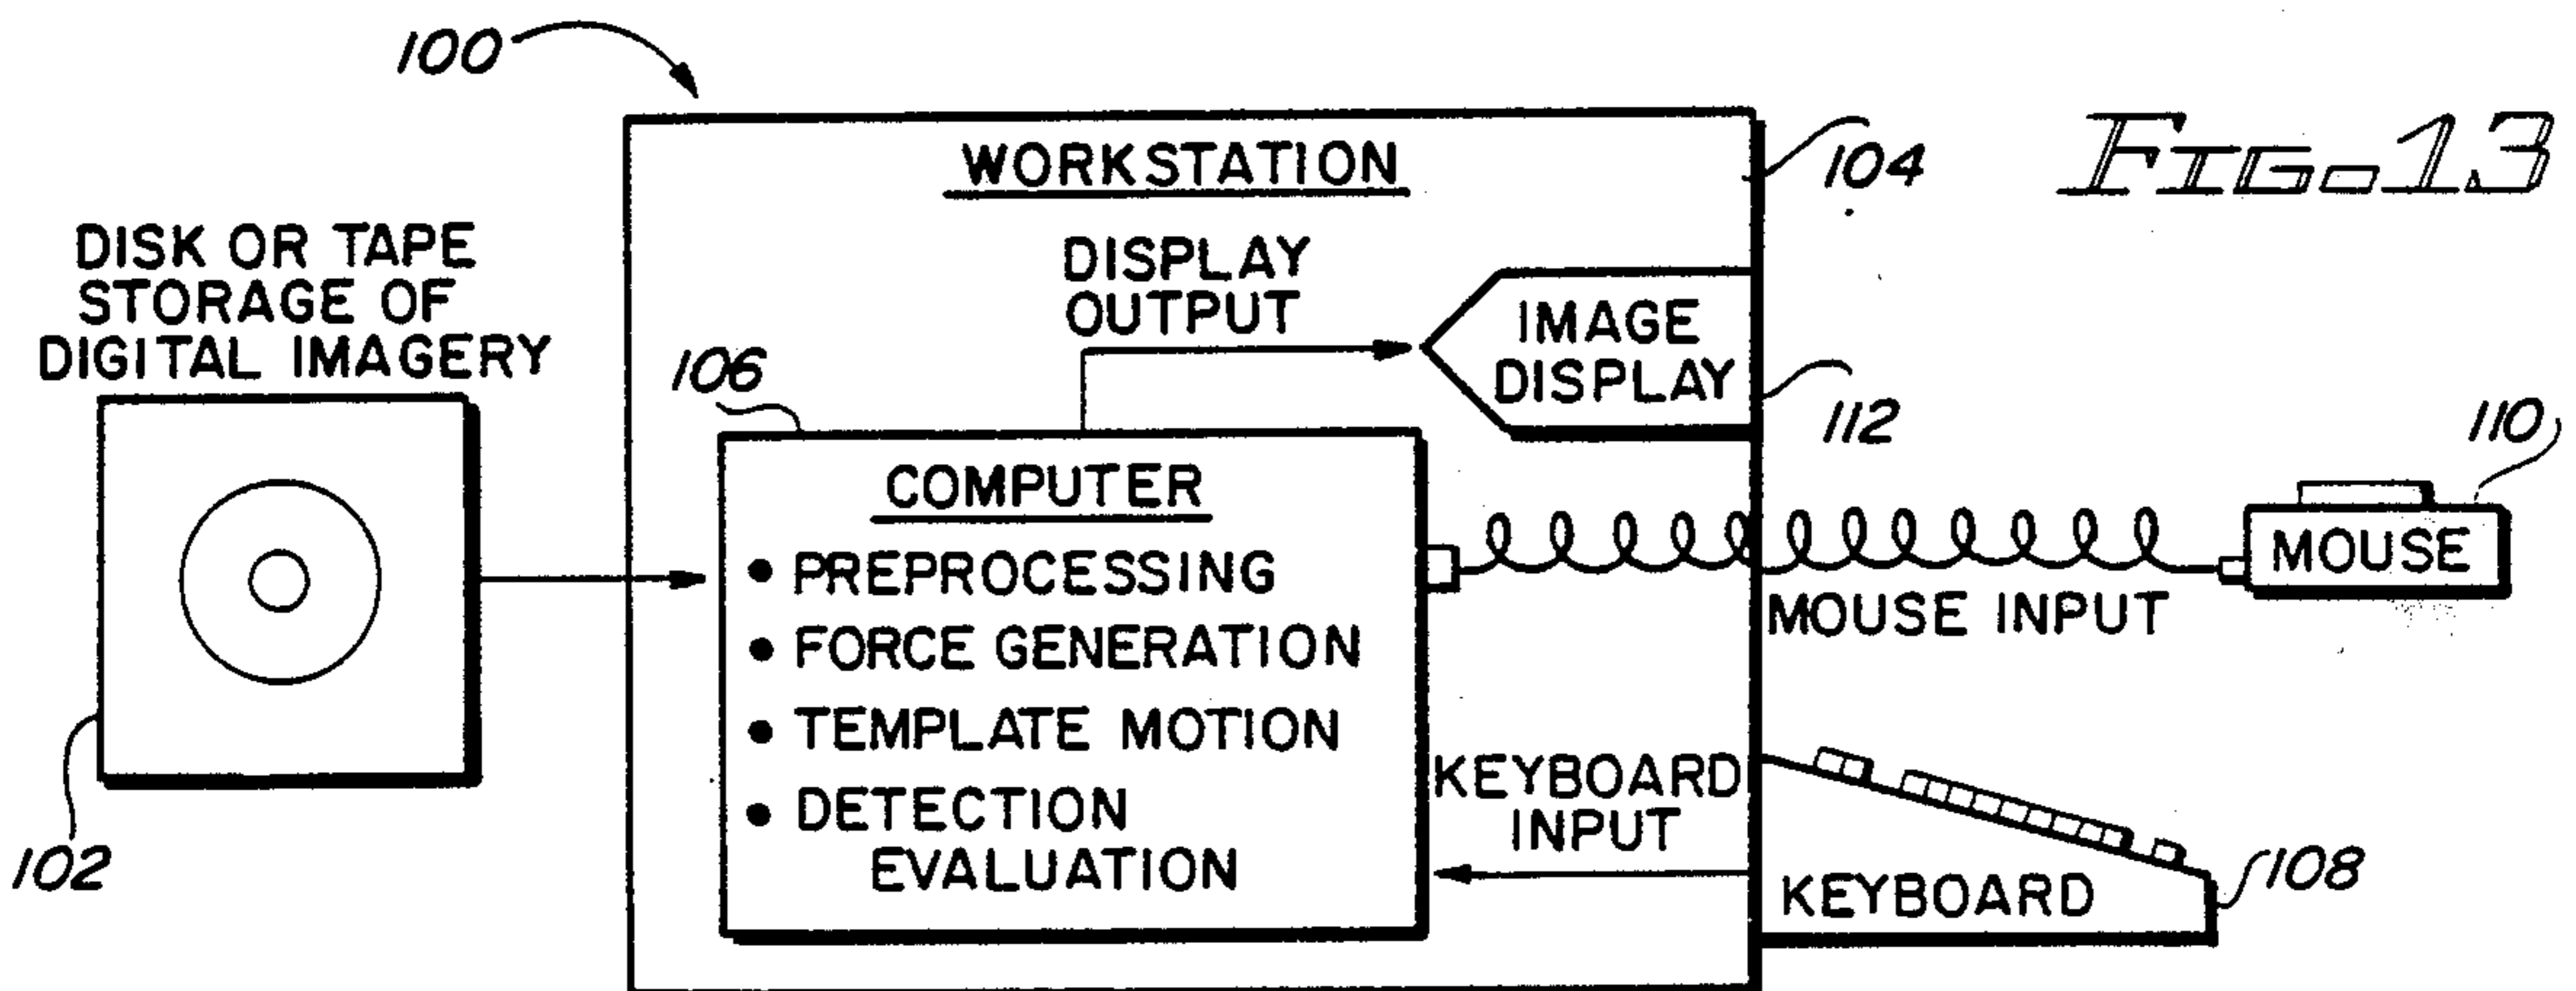 100
FIG. 13
WORKSTATION
104
DISK OR TAPE
STORAGE OF
DIGITAL IMAGERY
DISPLAY
OUTPUT
IMAGE
DISPLAY
106
112
110
COMPUTER
• PREPROCESSING
• FORCE GENERATION
• TEMPLATE MOTION
• DETECTION
EVALUATION
MOUSE
MOUSE INPUT
KEYBOARD
INPUT
102
KEYBOARD
108